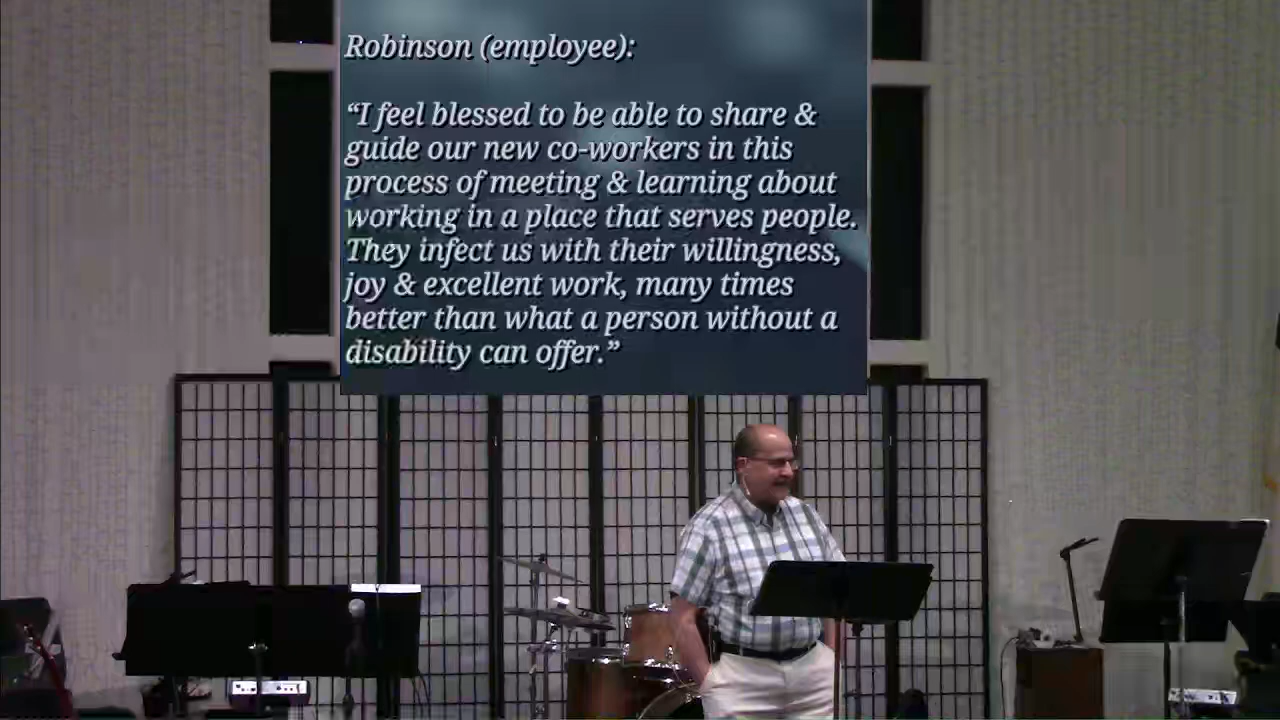 Robinson (employee):
“I feel blessed to be able to share &
guide our new co-workers in this
process of meeting & learning about
working in a place that serves people.
They infect us with their willingness,
joy & excellent work, many times
better than what a person without a
disability can offer.”